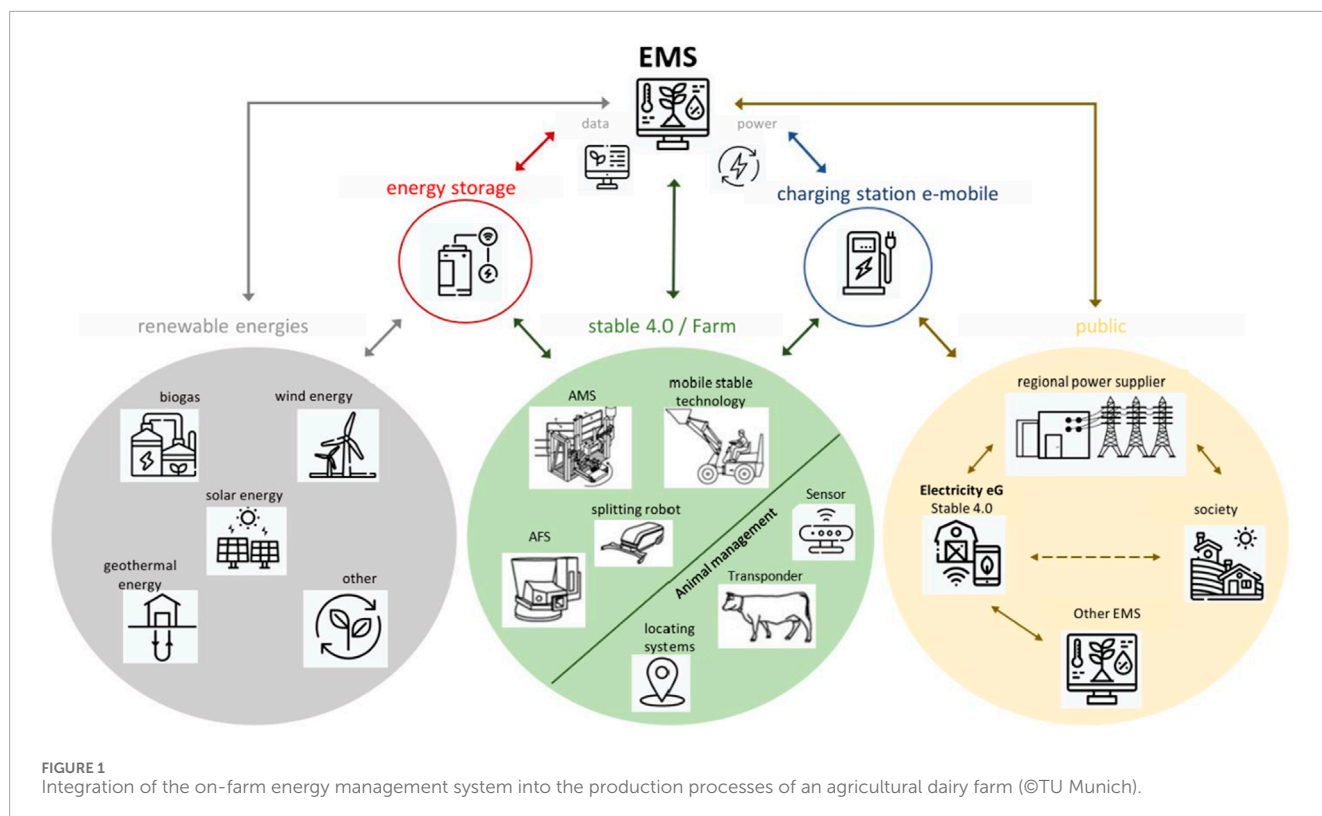 EMS
data
power
energy storage
charging station e-mobile
renewable energies
stable 4.0 / Farm
public
biogas
wind energy
solar energy
geothermal
energy
other
AMS
mobile stable
technology
splitting robot
AFS
Animal management
Sensor
Transponder
locating
systems
regional power supplier
Electricity eG
Stable 4.0
society
Other EMS
FIGURE 1
Integration of the on-farm energy management system into the production processes of an agricultural dairy farm (©TU Munich).